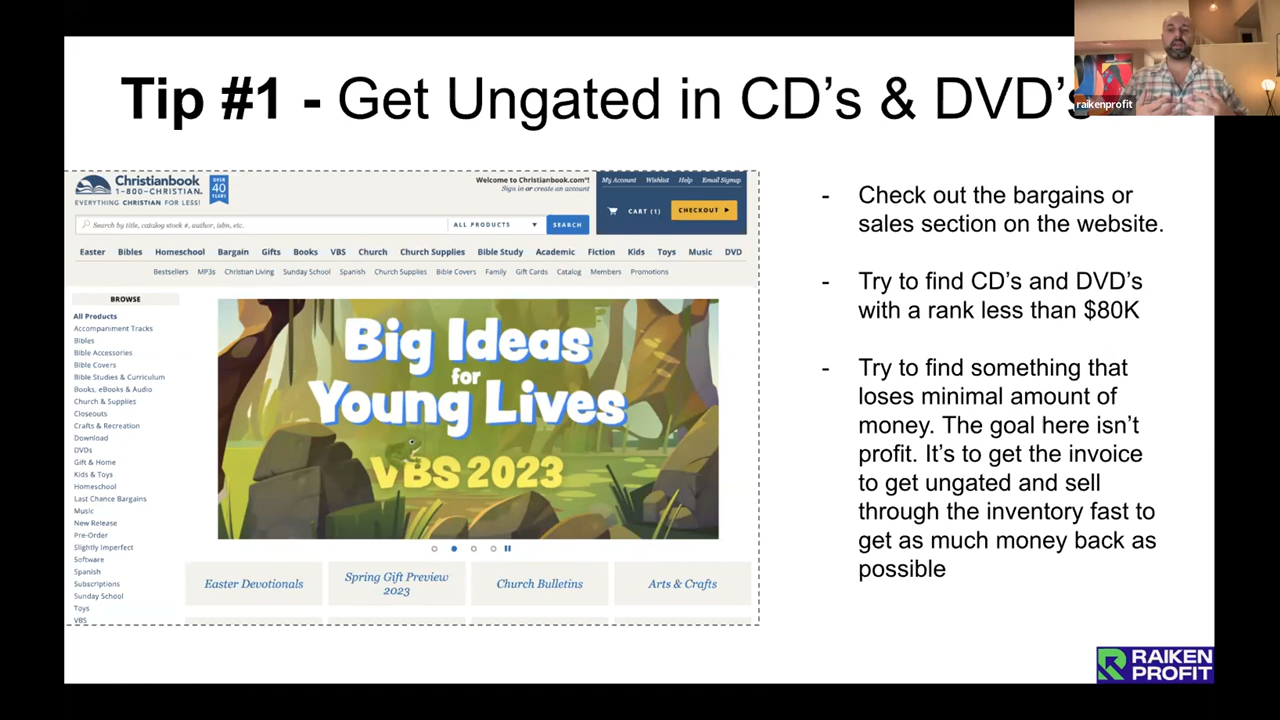 Tip #1 - Get Ungated in CD's & DVD's
raikenprofit
Christianbook
1-800-CHRISTIAN.
EVERYTHING CHRISTIAN FOR LESS!
OVER
40
YEARS
Welcome to Christianbook.com®!
Sign in or create an account
My Account Wishlist Help Email Signup
CART (1) CHECKOUT
Search by title, catalog stock #, author, isbn, etc.
ALL PRODUCTS
SEARCH
Easter Bibles Homeschool Bargain Gifts Books VBS Church Church Supplies Bible Study Academic Fiction Kids Toys Music DVD
Bestsellers MP3s Christian Living Sunday School Spanish Church Supplies Bible Covers Family Gift Cards Catalog Members Promotions
BROWSE
All Products
Accompaniment Tracks
Bibles
Bible Accessories
Bible Covers
Bible Studies & Curriculum
Books, eBooks & Audio
Church & Supplies
Closeouts
Crafts & Recreation
Download
DVDs
Gift & Home
Kids & Toys
Homeschool
Last Chance Bargains
Music
New Release
Pre-Order
Slightly Imperfect
Software
Spanish
Subscriptions
Sunday School
Toys
VBS
Big Ideas
for
Young Lives
VBS 2023
Easter Devotionals
Spring Gift Preview
2023
Church Bulletins
Arts & Crafts
- Check out the bargains or
sales section on the website.
- Try to find CD's and DVD's
with a rank less than $80K
- Try to find something that
loses minimal amount of
money. The goal here isn't
profit. It's to get the invoice
to get ungated and sell
through the inventory fast to
get as much money back as
possible
RAIKEN
PROFIT